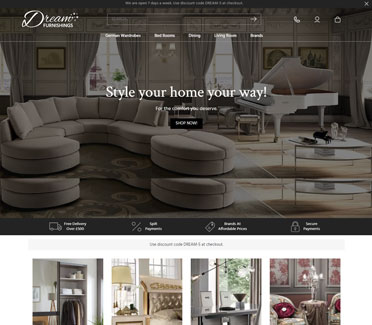 We are open 7 days a week. Use discount code DREAM-5 at checkout.
Dream
FURNISHINGS
German Wardrobes Bed Rooms Dining Living Room Brands
Style your home your way!
For the comfort you deserve.
SHOP NOW!
Free Delivery
Over £500
Split
Payments
Brands At
Affordable Prices
Secure
Payments
Use discount code DREAM-5 at checkout.